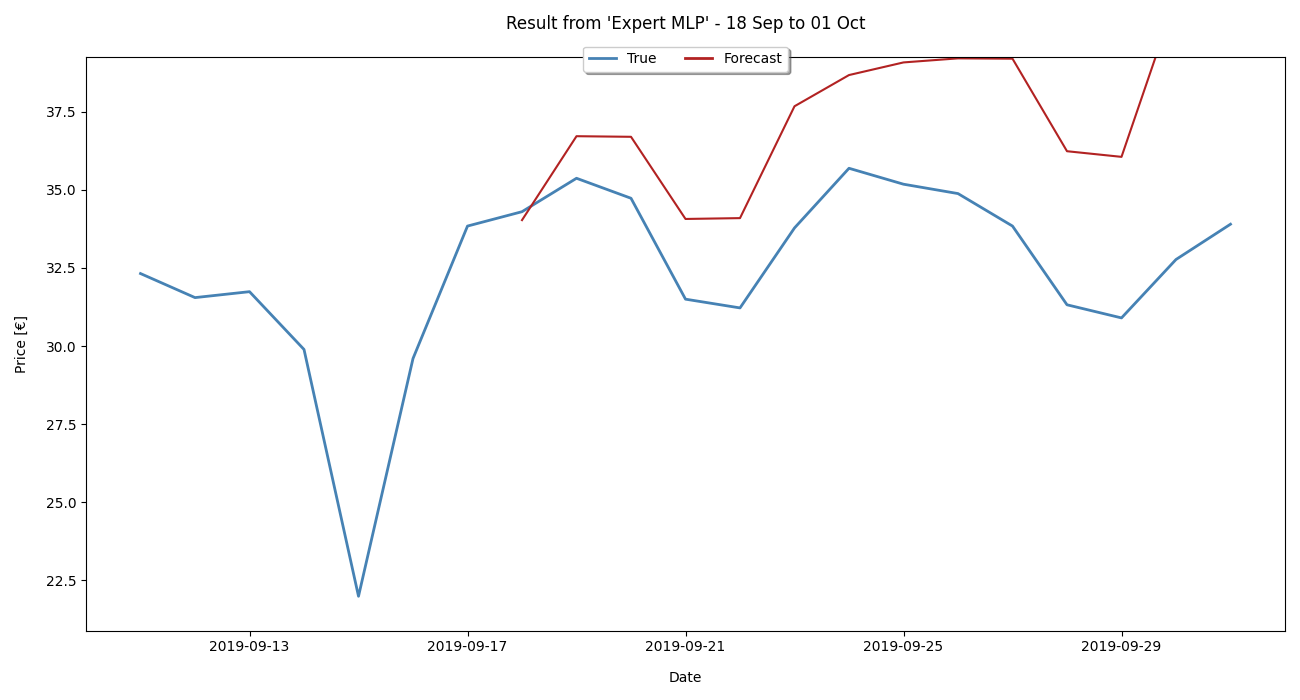 Result from 'Expert MLP' - 18 Sep to 01 Oct
True Forecast
37.5
35.0
32.5
30.0
27.5
25.0
22.5
Price [€]
2019-09-13 2019-09-17 2019-09-21 2019-09-25 2019-09-29
Date